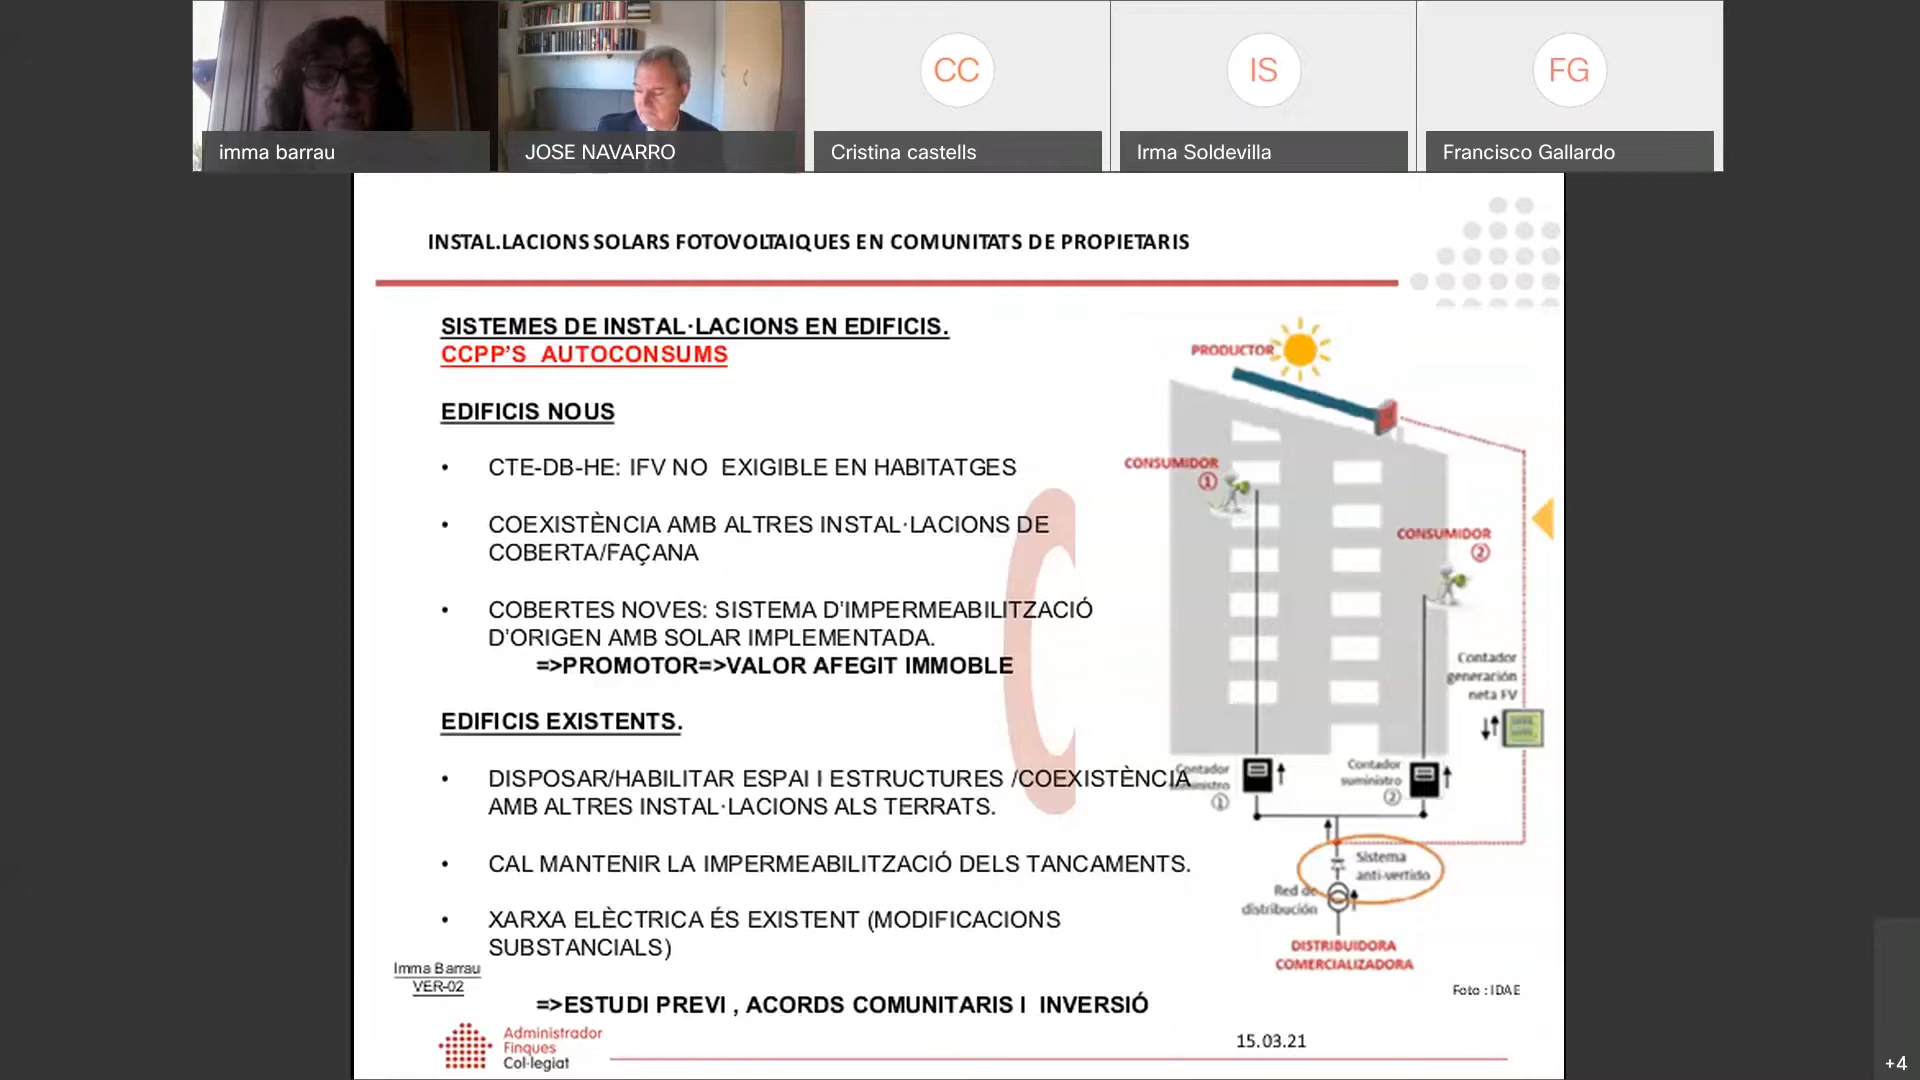 imma barrau
JOSE NAVARRO
CC
Cristina castells
IS
Irma Soldevilla
FG
Francisco Gallardo
INSTAL.LACIONS SOLARS FOTOVOLTAIQUES EN COMUNITATS DE PROPIETARIS
SISTEMES DE INSTAL·LACIONS EN EDIFICIS.
CCPP'S AUTOCONSUMS
EDIFICIS NOUS
• CTE-DB-HE: IFV NO EXIGIBLE EN HABITATGES
• COEXISTÈNCIA AMB ALTRES INSTAL·LACIONS DE
COBERTA/FAÇANA
• COBERTES NOVES: SISTEMA D'IMPERMEABILITZACIÓ
D'ORIGEN AMB SOLAR IMPLEMENTADA.
=>PROMOTOR=>VALOR AFEGIT IMMOBLE
EDIFICIS EXISTENTS.
• DISPOSAR/HABILITAR ESPAI I ESTRUCTURES /COEXISTÈNCIA
AMB ALTRES INSTAL·LACIONS ALS TERRATS.
• CAL MANTENIR LA IMPERMEABILITZACIÓ DELS TANCAMENTS.
• XARXA ELÈCTRICA ÉS EXISTENT (MODIFICACIONS
SUBSTANCIALS)
=>ESTUDI PREVI , ACORDS COMUNITARIS I INVERSIÓ
PRODUCTOR
CONSUMIDOR
①
CONSUMIDOR
②
Contador
generación
neta FV
Contador
①
Contador
suministro
②
Sistema
anti-vertido
Red de
distribución
DISTRIBUIDORA
COMERCIALIZADORA
Foto : IDAE
Imma Barrau
VER-02
Administrador
Finques
Col·legiat
15.03.21
+4